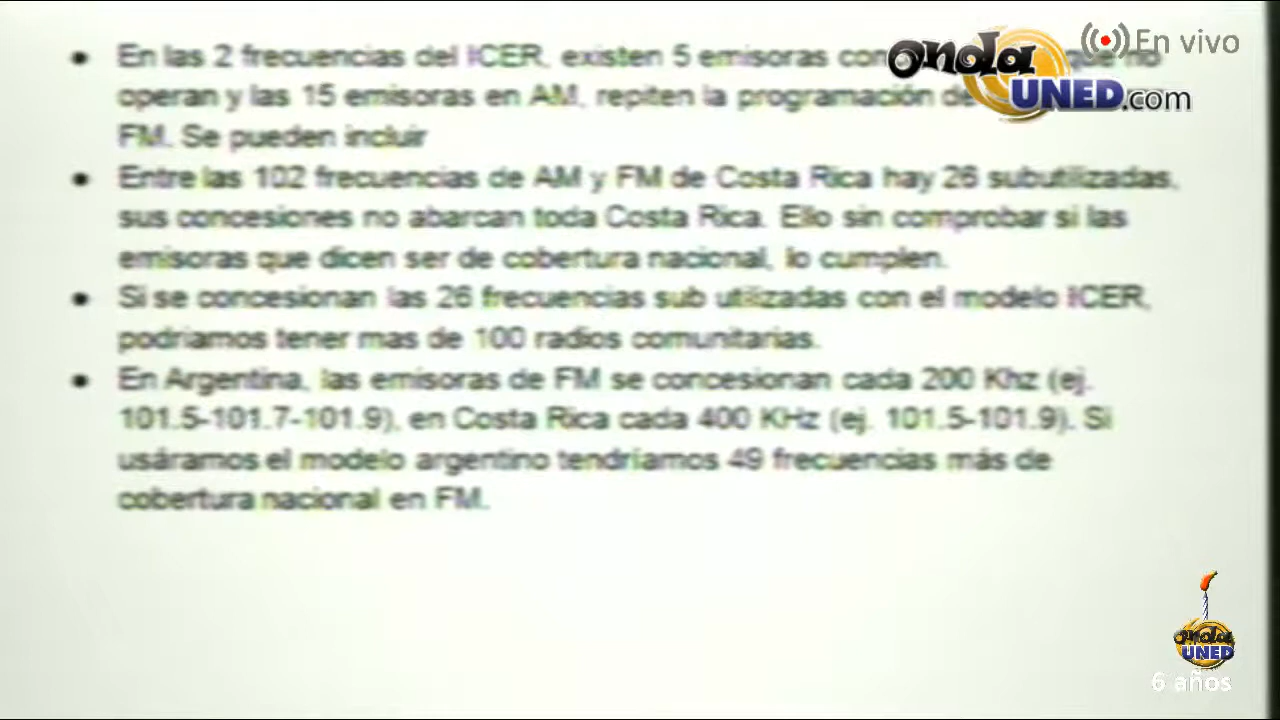 En vivo
onda
UNED.com
• En las 2 frecuencias del ICER, existen 5 emisoras con que no
operan y las 15 emisoras en AM, repiten la programación de
FM. Se pueden incluir
• Entre las 102 frecuencias de AM y FM de Costa Rica hay 26 subutilizadas,
sus concesiones no abarcan toda Costa Rica. Ello sin comprobar si las
emisoras que dicen ser de cobertura nacional, lo cumplen.
• Si se concesionan las 26 frecuencias sub utilizadas con el modelo ICER,
podriamos tener mas de 100 radios comunitarias.
• En Argentina, las emisoras de FM se concesionan cada 200 Khz (ej.
101.5-101.7-101.9), en Costa Rica cada 400 KHz (ej. 101.5-101.9). Si
usáramos el modelo argentino tendríamos 49 frecuencias más de
cobertura nacional en FM.
onda
UNED
6 años